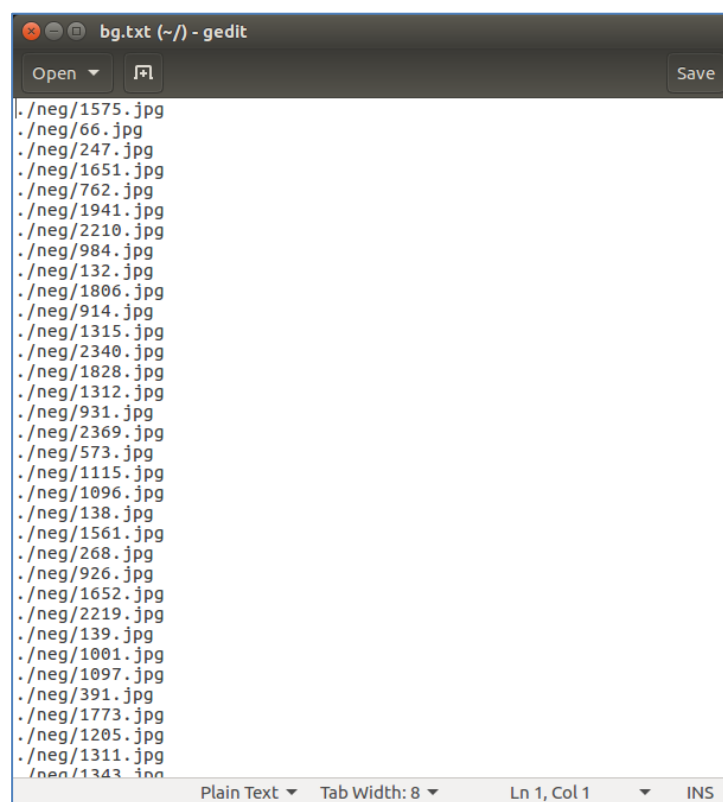 bg.txt (~/) - gedit
Open Save
./neg/1575.jpg
./neg/66.jpg
./neg/247.jpg
./neg/1651.jpg
./neg/762.jpg
./neg/1941.jpg
./neg/2210.jpg
./neg/984.jpg
./neg/132.jpg
./neg/1806.jpg
./neg/914.jpg
./neg/1315.jpg
./neg/2340.jpg
./neg/1828.jpg
./neg/1312.jpg
./neg/931.jpg
./neg/2369.jpg
./neg/573.jpg
./neg/1115.jpg
./neg/1096.jpg
./neg/138.jpg
./neg/1561.jpg
./neg/268.jpg
./neg/926.jpg
./neg/1652.jpg
./neg/2219.jpg
./neg/139.jpg
./neg/1001.jpg
./neg/1097.jpg
./neg/391.jpg
./neg/1773.jpg
./neg/1205.jpg
./neg/1311.jpg
./neg/1343.jpg
Plain Text Tab Width: 8 Ln 1, Col 1 INS